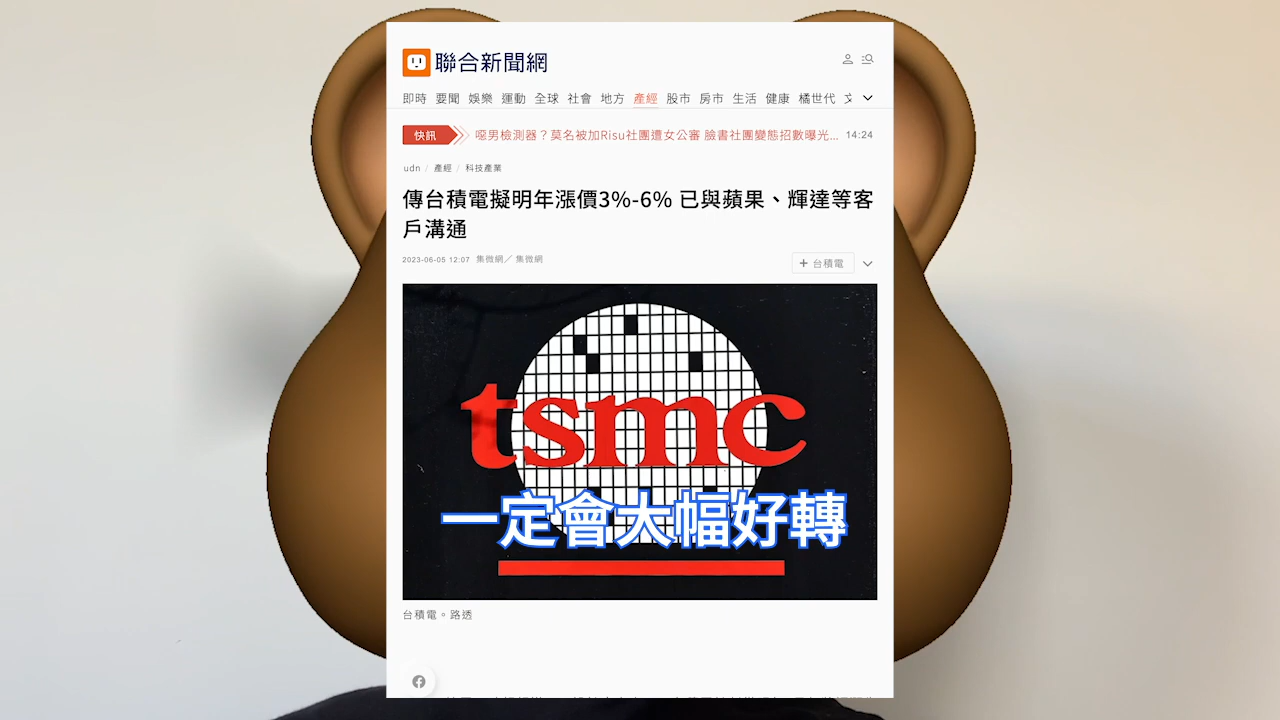 聯合新聞網
即時 要聞 娛樂 運動 全球 社會 地方 產經 股市 房市 生活 健康 橘世代
快訊 噁男檢測器？莫名被加Risu社團遭女公審 臉書社團變態招數曝光... 14:24
udn / 產經 / 科技產業
傳台積電擬明年漲價3%-6% 已與蘋果、輝達等客
戶溝通
2023-06-05 12:07 集微網／ 集微網
+ 台積電
tsmc
一定會大幅好轉
台積電。路透